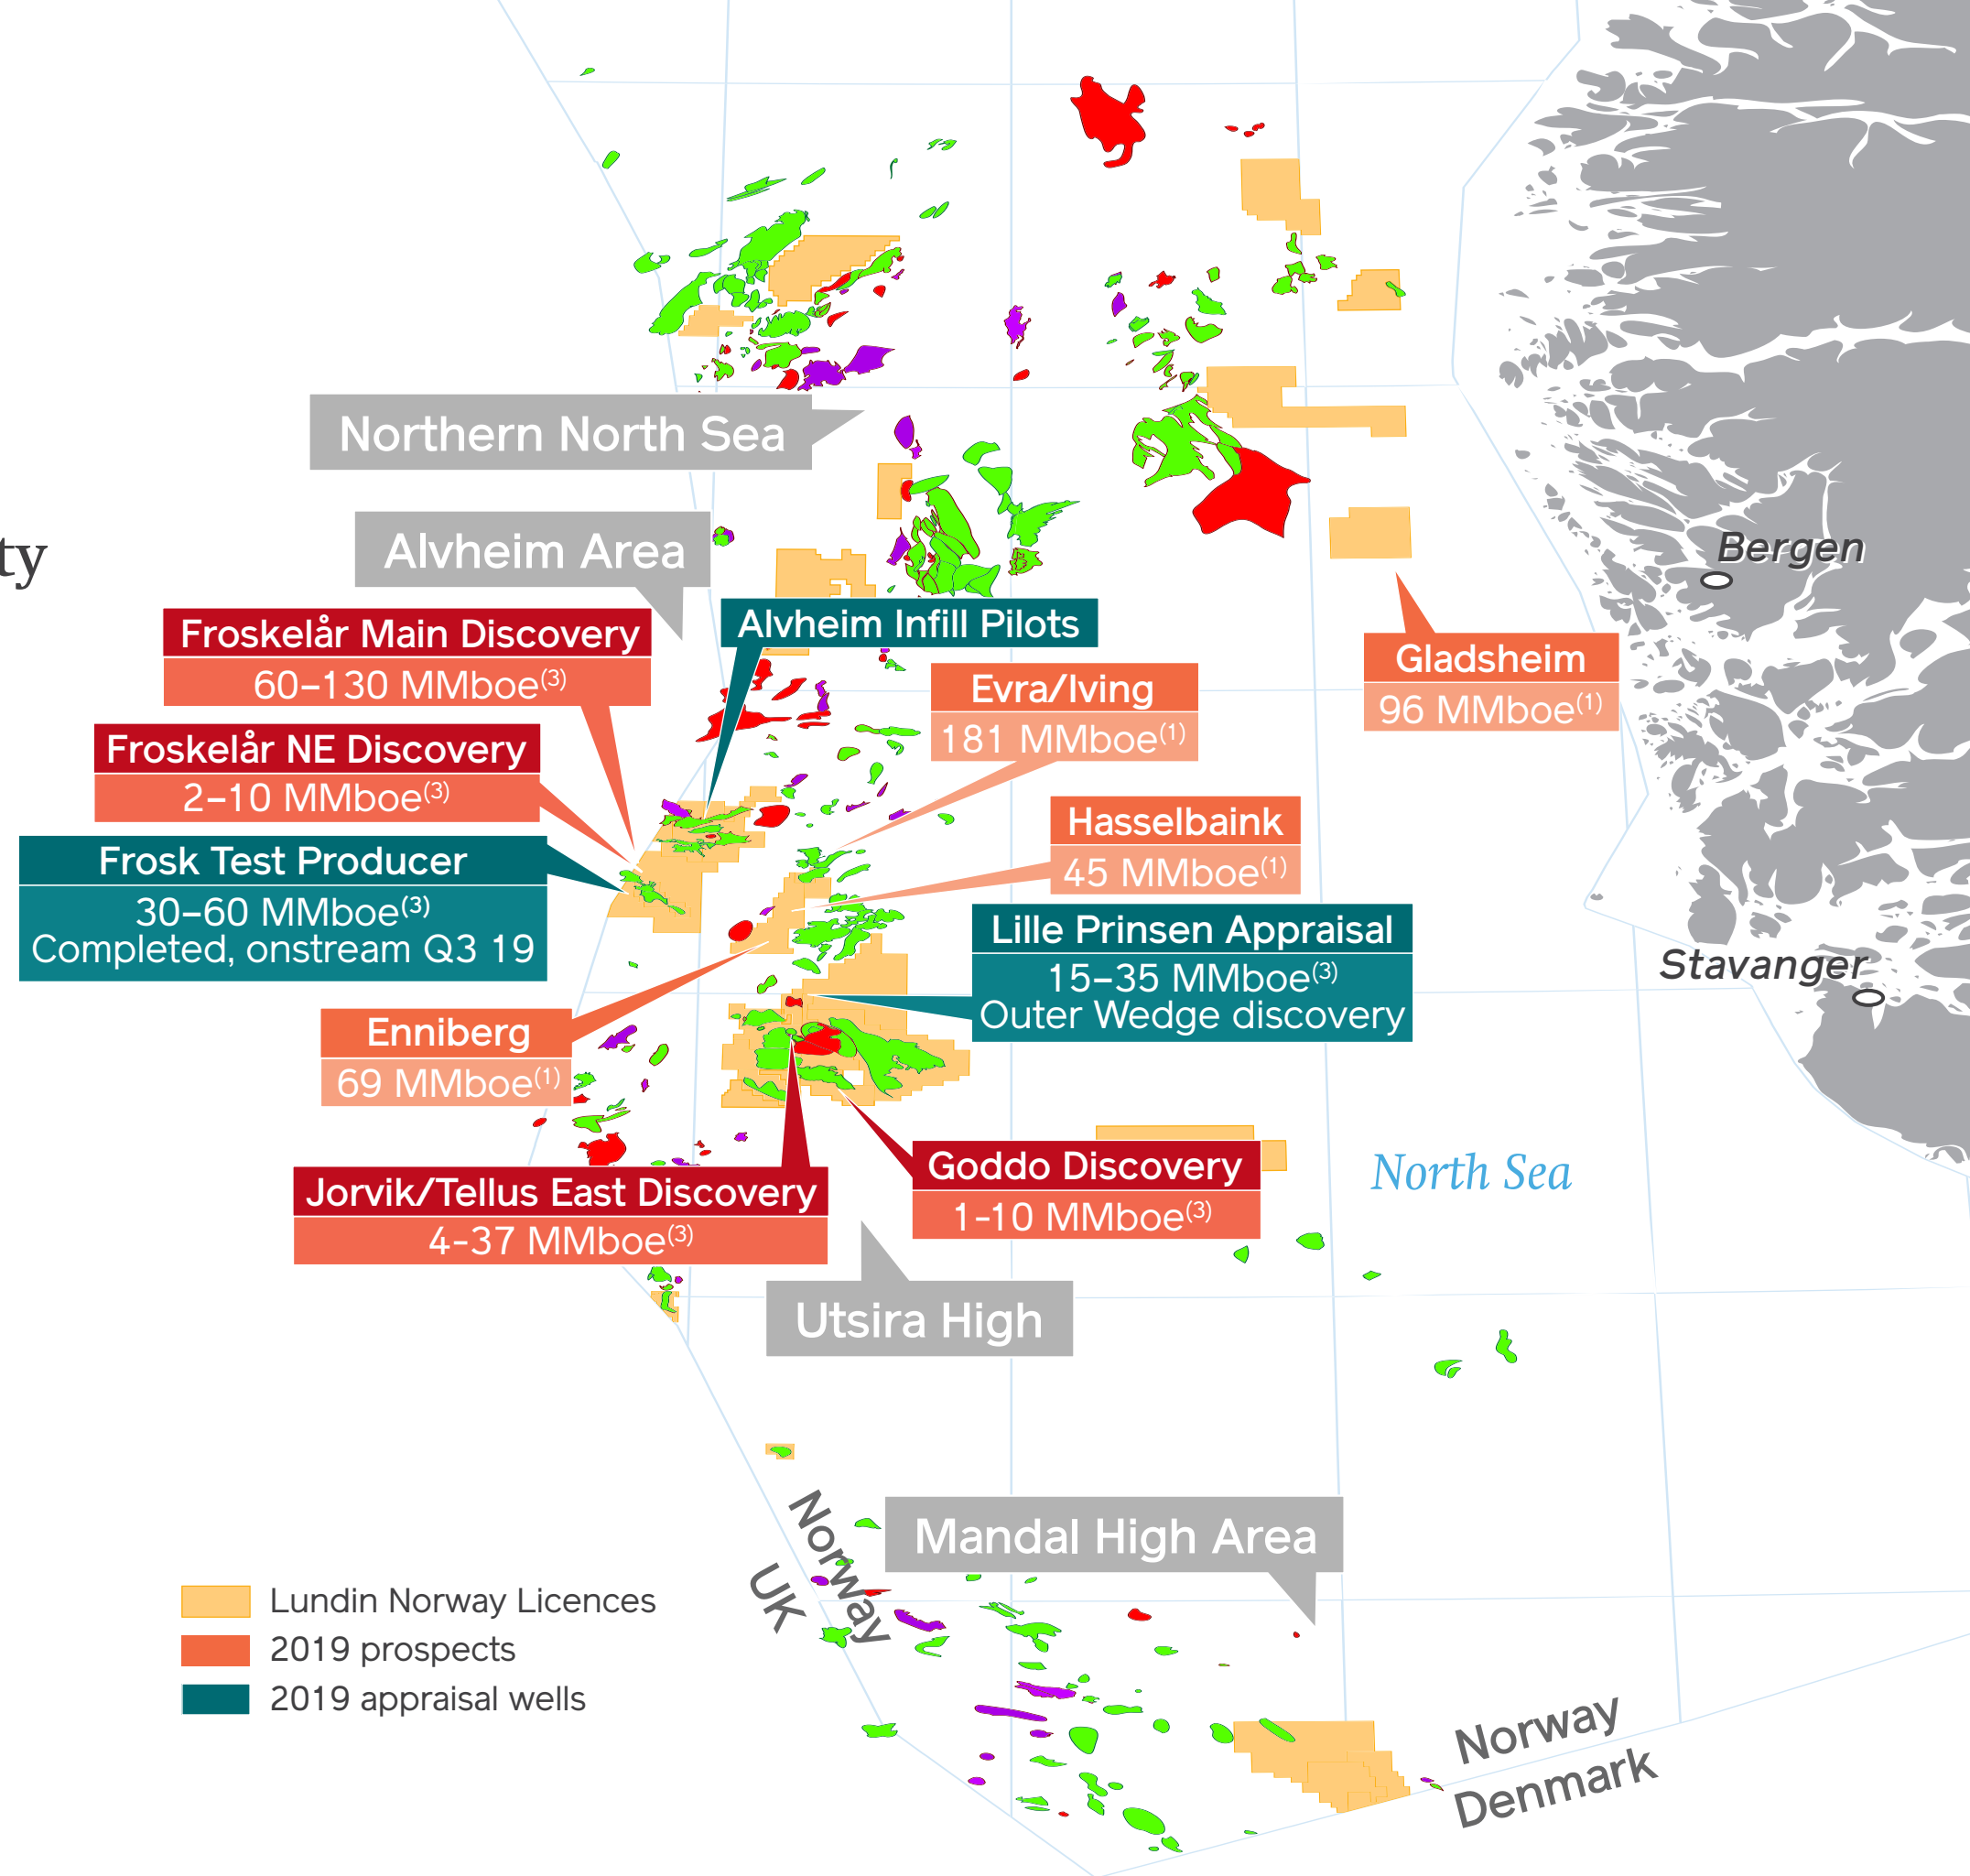 Northern North Sea
ty
Alvheim Area
Bergen
Alvheim Infill Pilots
Froskelår Main Discovery
60–130 MMboe(3)
Gladsheim
96 MMboe(1)
Evra/Iving
181 MMboe(1)
Froskelår NE Discovery
2–10 MMboe(3)
Hasselbaink
45 MMboe(1)
Frosk Test Producer
30–60 MMboe(3)
Completed, onstream Q3 19
Lille Prinsen Appraisal
15–35 MMboe(3)
Outer Wedge discovery
Stavanger
Enniberg
69 MMboe(1)
Goddo Discovery
1-10 MMboe(3)
North Sea
Jorvik/Tellus East Discovery
4-37 MMboe(3)
Utsira High
Mandal High Area
Norway
UK
Lundin Norway Licences
2019 prospects
2019 appraisal wells
Norway
Denmark